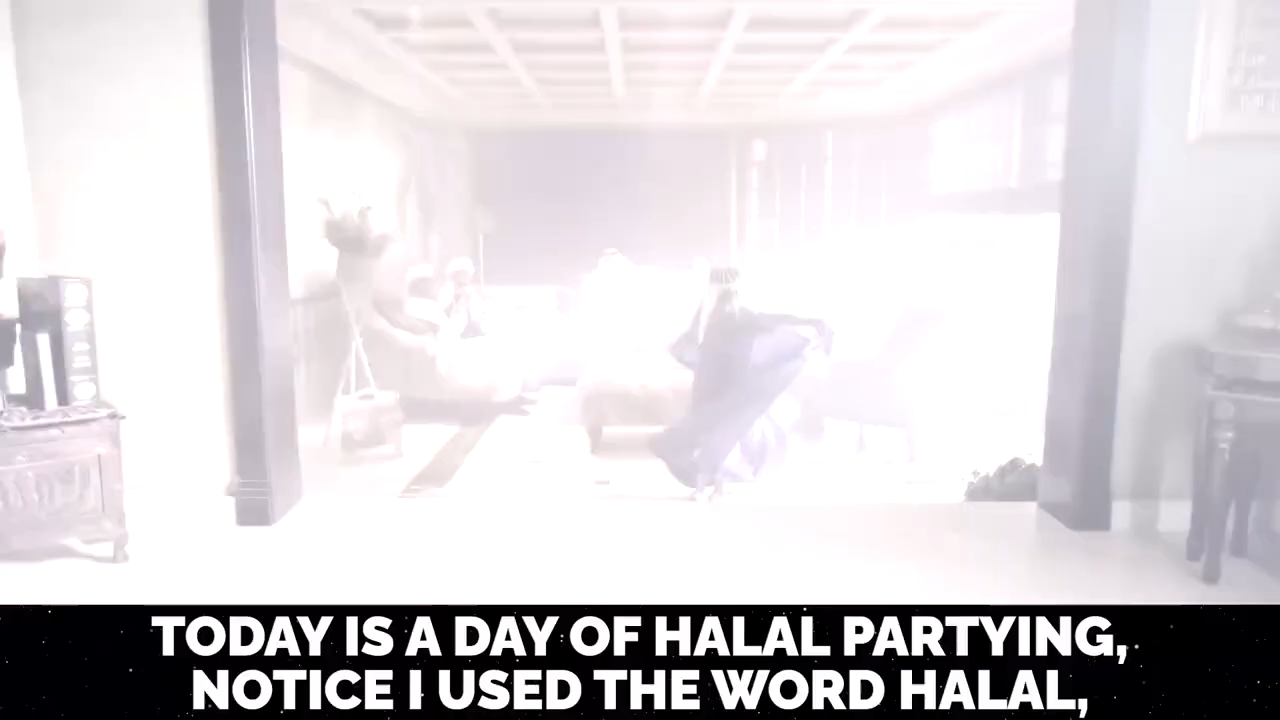 TODAY IS A DAY OF HALAL PARTYING,
NOTICE I USED THE WORD HALAL,